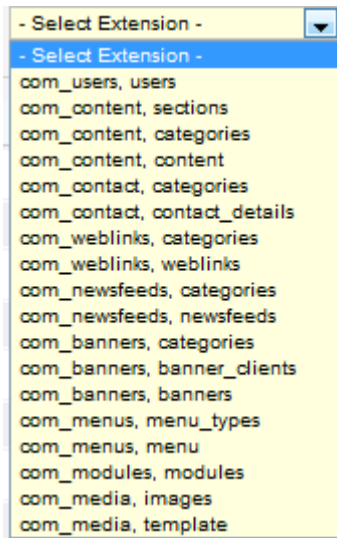 - Select Extension -
- Select Extension -
com_users, users
com_content, sections
com_content, categories
com_content, content
com_contact, categories
com_contact, contact_details
com_weblinks, categories
com_weblinks, weblinks
com_newsfeeds, categories
com_newsfeeds, newsfeeds
com_banners, categories
com_banners, banner_clients
com_banners, banners
com_menus, menu_types
com_menus, menu
com_modules, modules
com_media, images
com_media, template